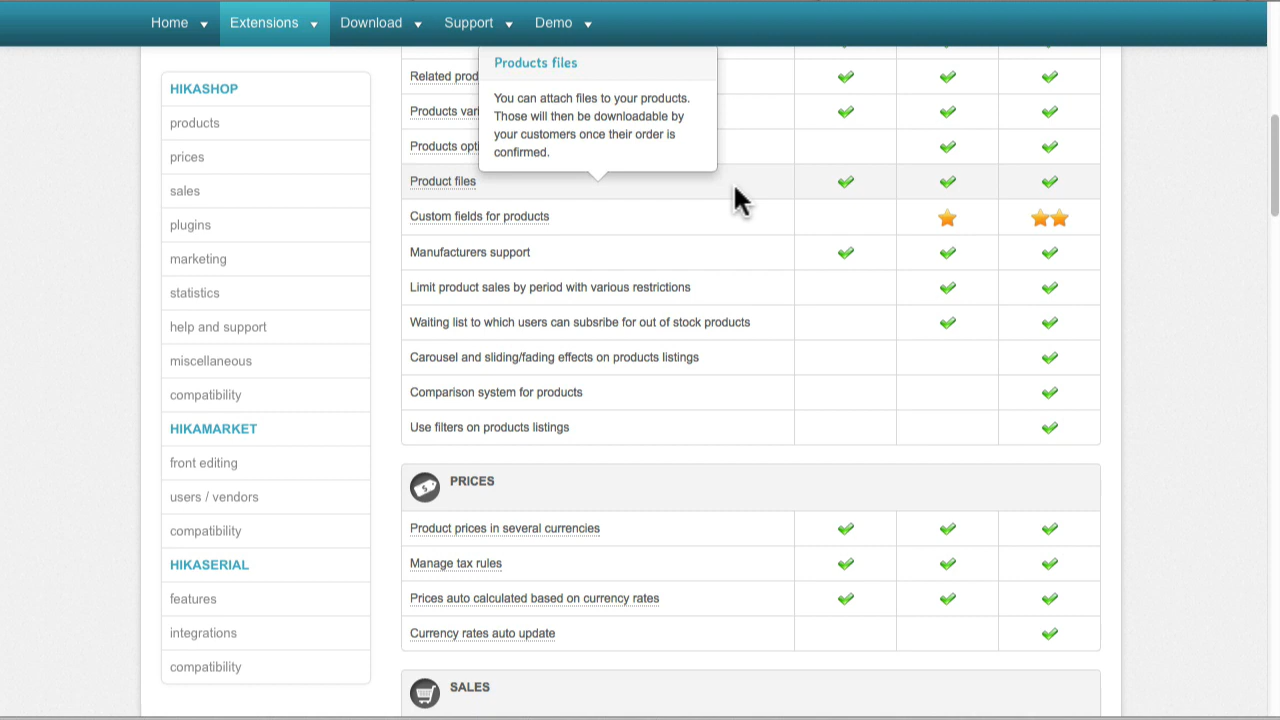 Home
Extensions
Download
Support
Demo
HIKASHOP
products
prices
sales
plugins
marketing
statistics
help and support
miscellaneous
compatibility
HIKAMARKET
front editing
users / vendors
compatibility
HIKASERIAL
features
integrations
compatibility
Products files
You can attach files to your products.
Those will then be downloadable by
your customers once their order is
confirmed.
Related prod
Products vari
Products opti
Product files
Custom fields for products
Manufacturers support
Limit product sales by period with various restrictions
Waiting list to which users can subsribe for out of stock products
Carousel and sliding/fading effects on products listings
Comparison system for products
Use filters on products listings
PRICES
Product prices in several currencies
Manage tax rules
Prices auto calculated based on currency rates
Currency rates auto update
SALES